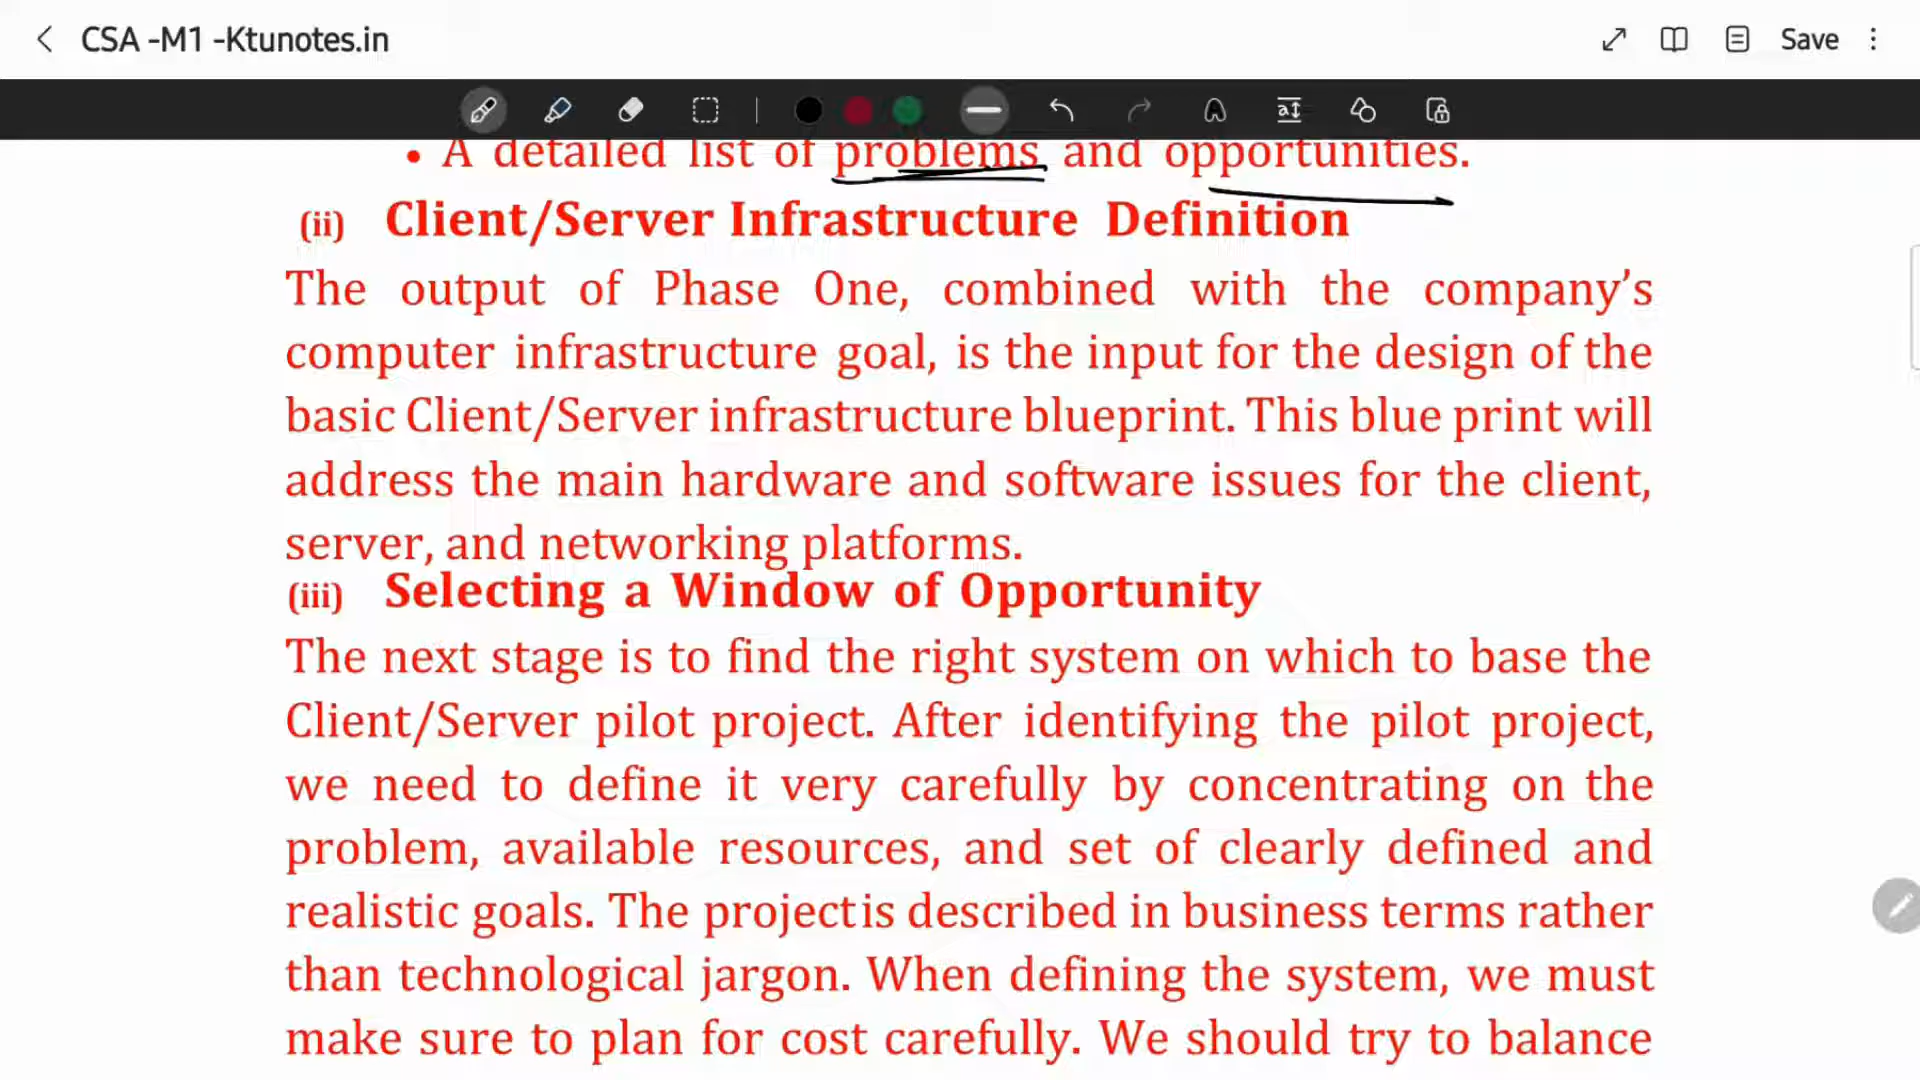 CSA -M1 -Ktunotes.in
Save
• A detailed list of problems and opportunities.
(ii) Client/Server Infrastructure Definition
The output of Phase One, combined with the company's
computer infrastructure goal, is the input for the design of the
basic Client/Server infrastructure blueprint. This blue print will
address the main hardware and software issues for the client,
server, and networking platforms.
(iii) Selecting a Window of Opportunity
The next stage is to find the right system on which to base the
Client/Server pilot project. After identifying the pilot project,
we need to define it very carefully by concentrating on the
problem, available resources, and set of clearly defined and
realistic goals. The project is described in business terms rather
than technological jargon. When defining the system, we must
make sure to plan for cost carefully. We should try to balance